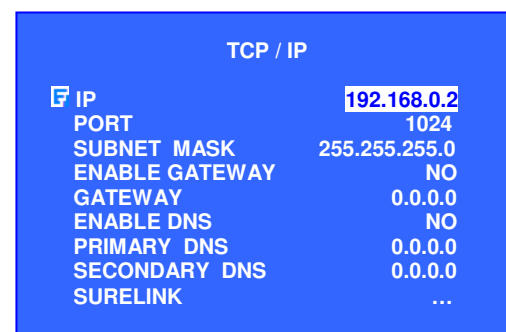 TCP / IP
IP 192.168.0.2
PORT 1024
SUBNET MASK 255.255.255.0
ENABLE GATEWAY NO
GATEWAY 0.0.0.0
ENABLE DNS NO
PRIMARY DNS 0.0.0.0
SECONDARY DNS 0.0.0.0
SURELINK ...